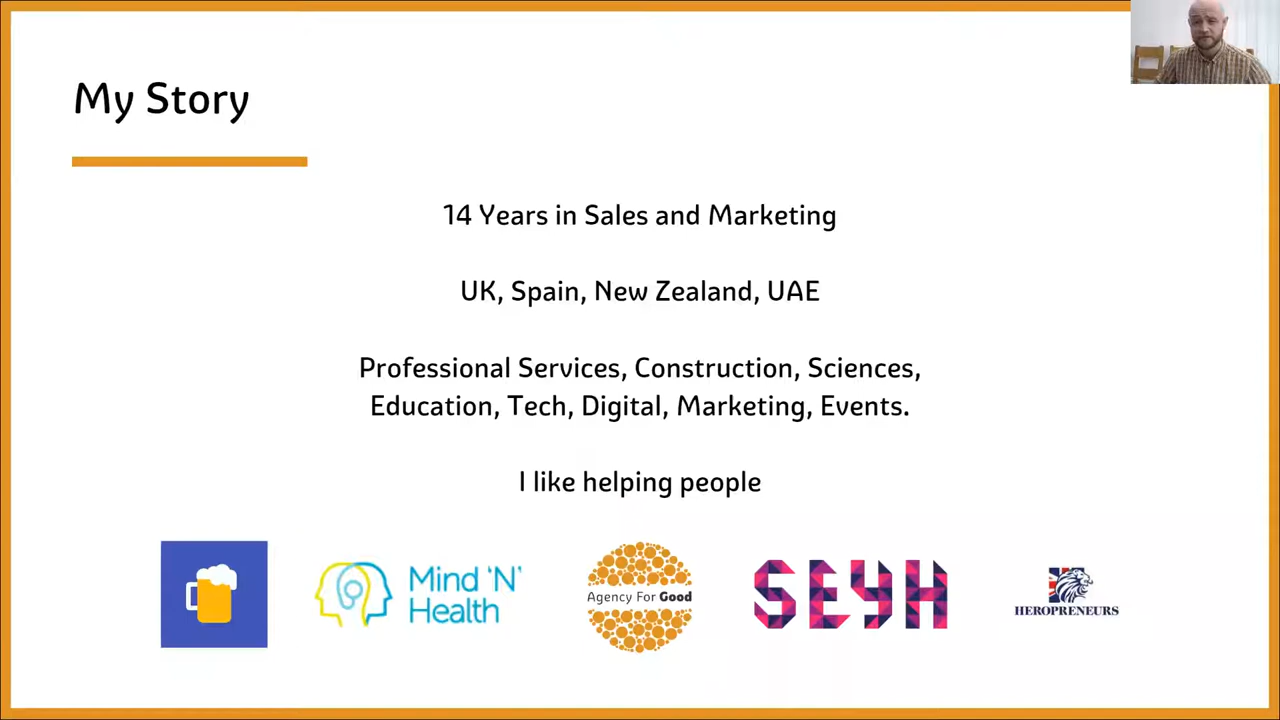 My Story
14 Years in Sales and Marketing
UK, Spain, New Zealand, UAE
Professional Services, Construction, Sciences,
Education, Tech, Digital, Marketing, Events.
I like helping people
Mind ‘N’
Health
Agency For Good
SEYH
HEROPRENEURS